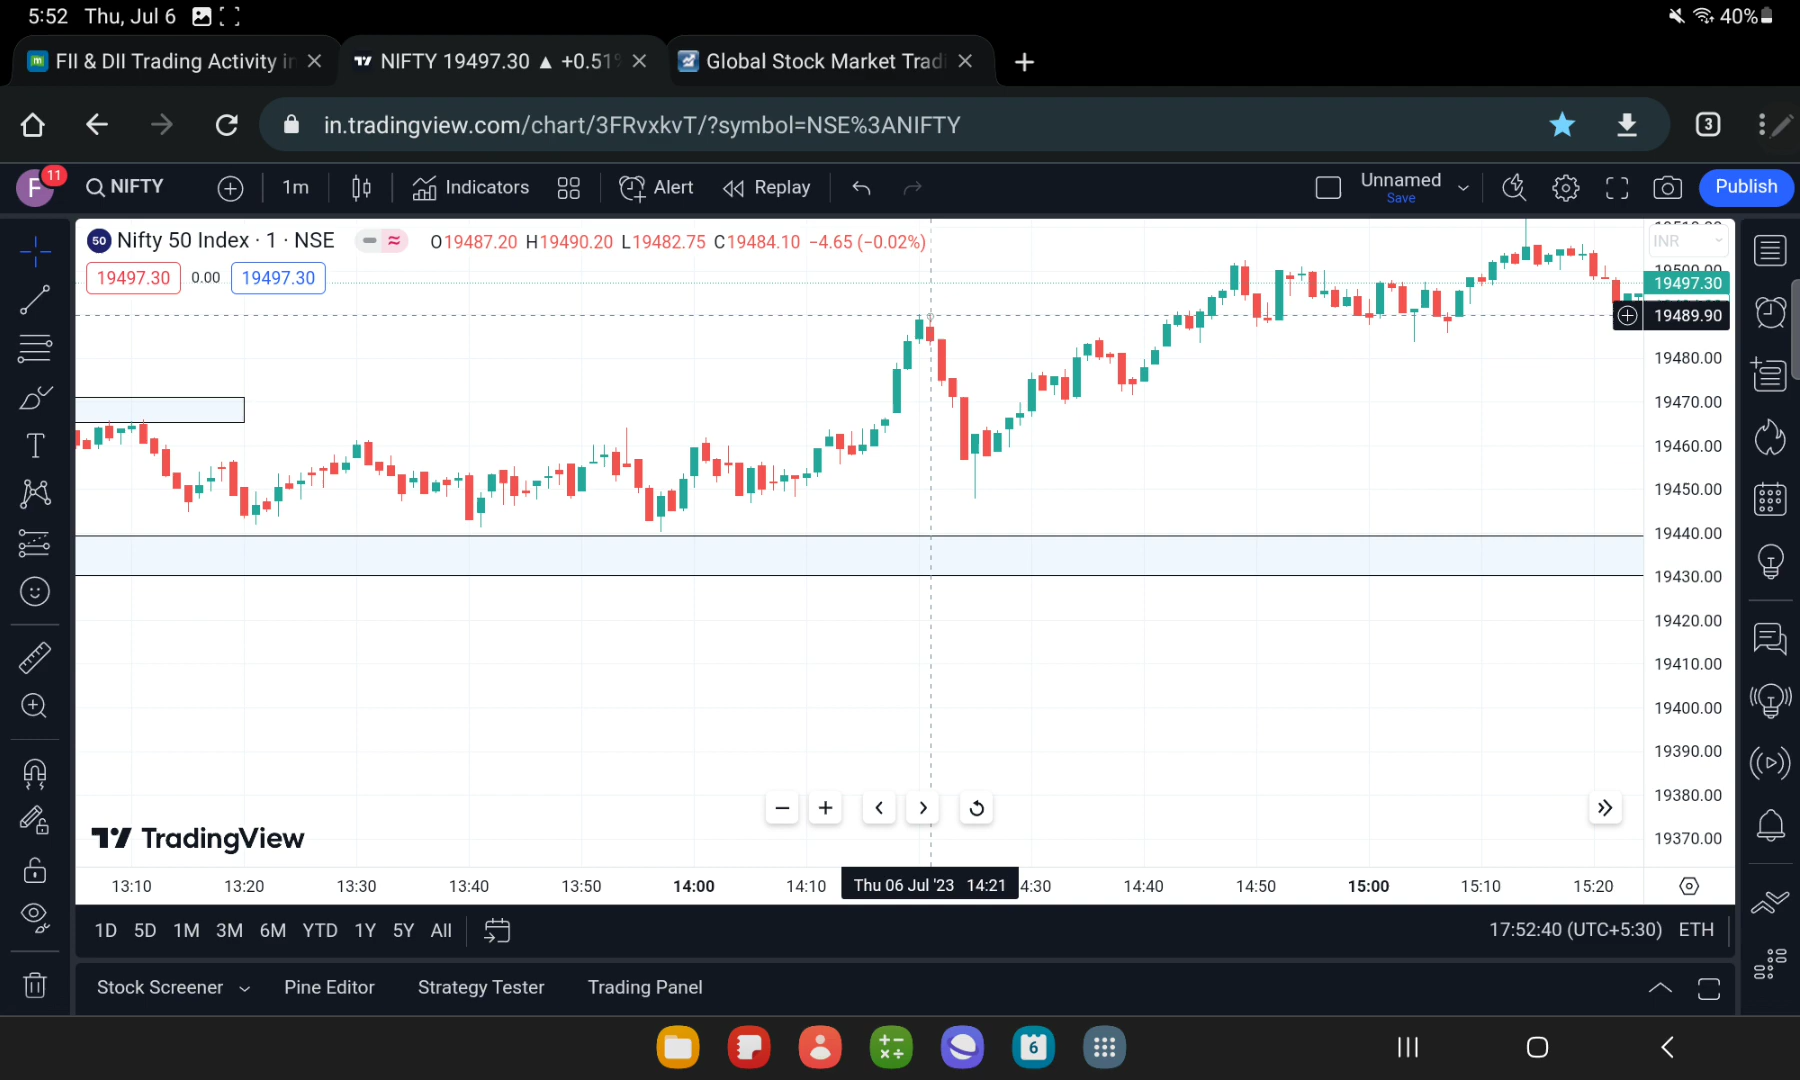 5:52 Thu, Jul 6 40%
FII & DII Trading Activity in NIFTY 19497.30 ▲ +0.51% Global Stock Market Tradi
in.tradingview.com/chart/3FRvxkvT/?symbol=NSE%3ANIFTY 3
F 11 NIFTY 1m Indicators Alert Replay Unnamed Save Publish
50 Nifty 50 Index · 1 · NSE O19487.20 H19490.20 L19482.75 C19484.10 −4.65 (−0.02%)
19497.30 0.00 19497.30
INR
19500.00
19497.30
19489.90
19480.00
19470.00
19460.00
19450.00
19440.00
19430.00
19420.00
19410.00
19400.00
19390.00
19380.00
19370.00
TradingView
13:10 13:20 13:30 13:40 13:50 14:00 14:10 Thu 06 Jul '23 14:21 4:30 14:40 14:50 15:00 15:10 15:20
1D 5D 1M 3M 6M YTD 1Y 5Y All 17:52:40 (UTC+5:30) ETH
Stock Screener Pine Editor Strategy Tester Trading Panel
6